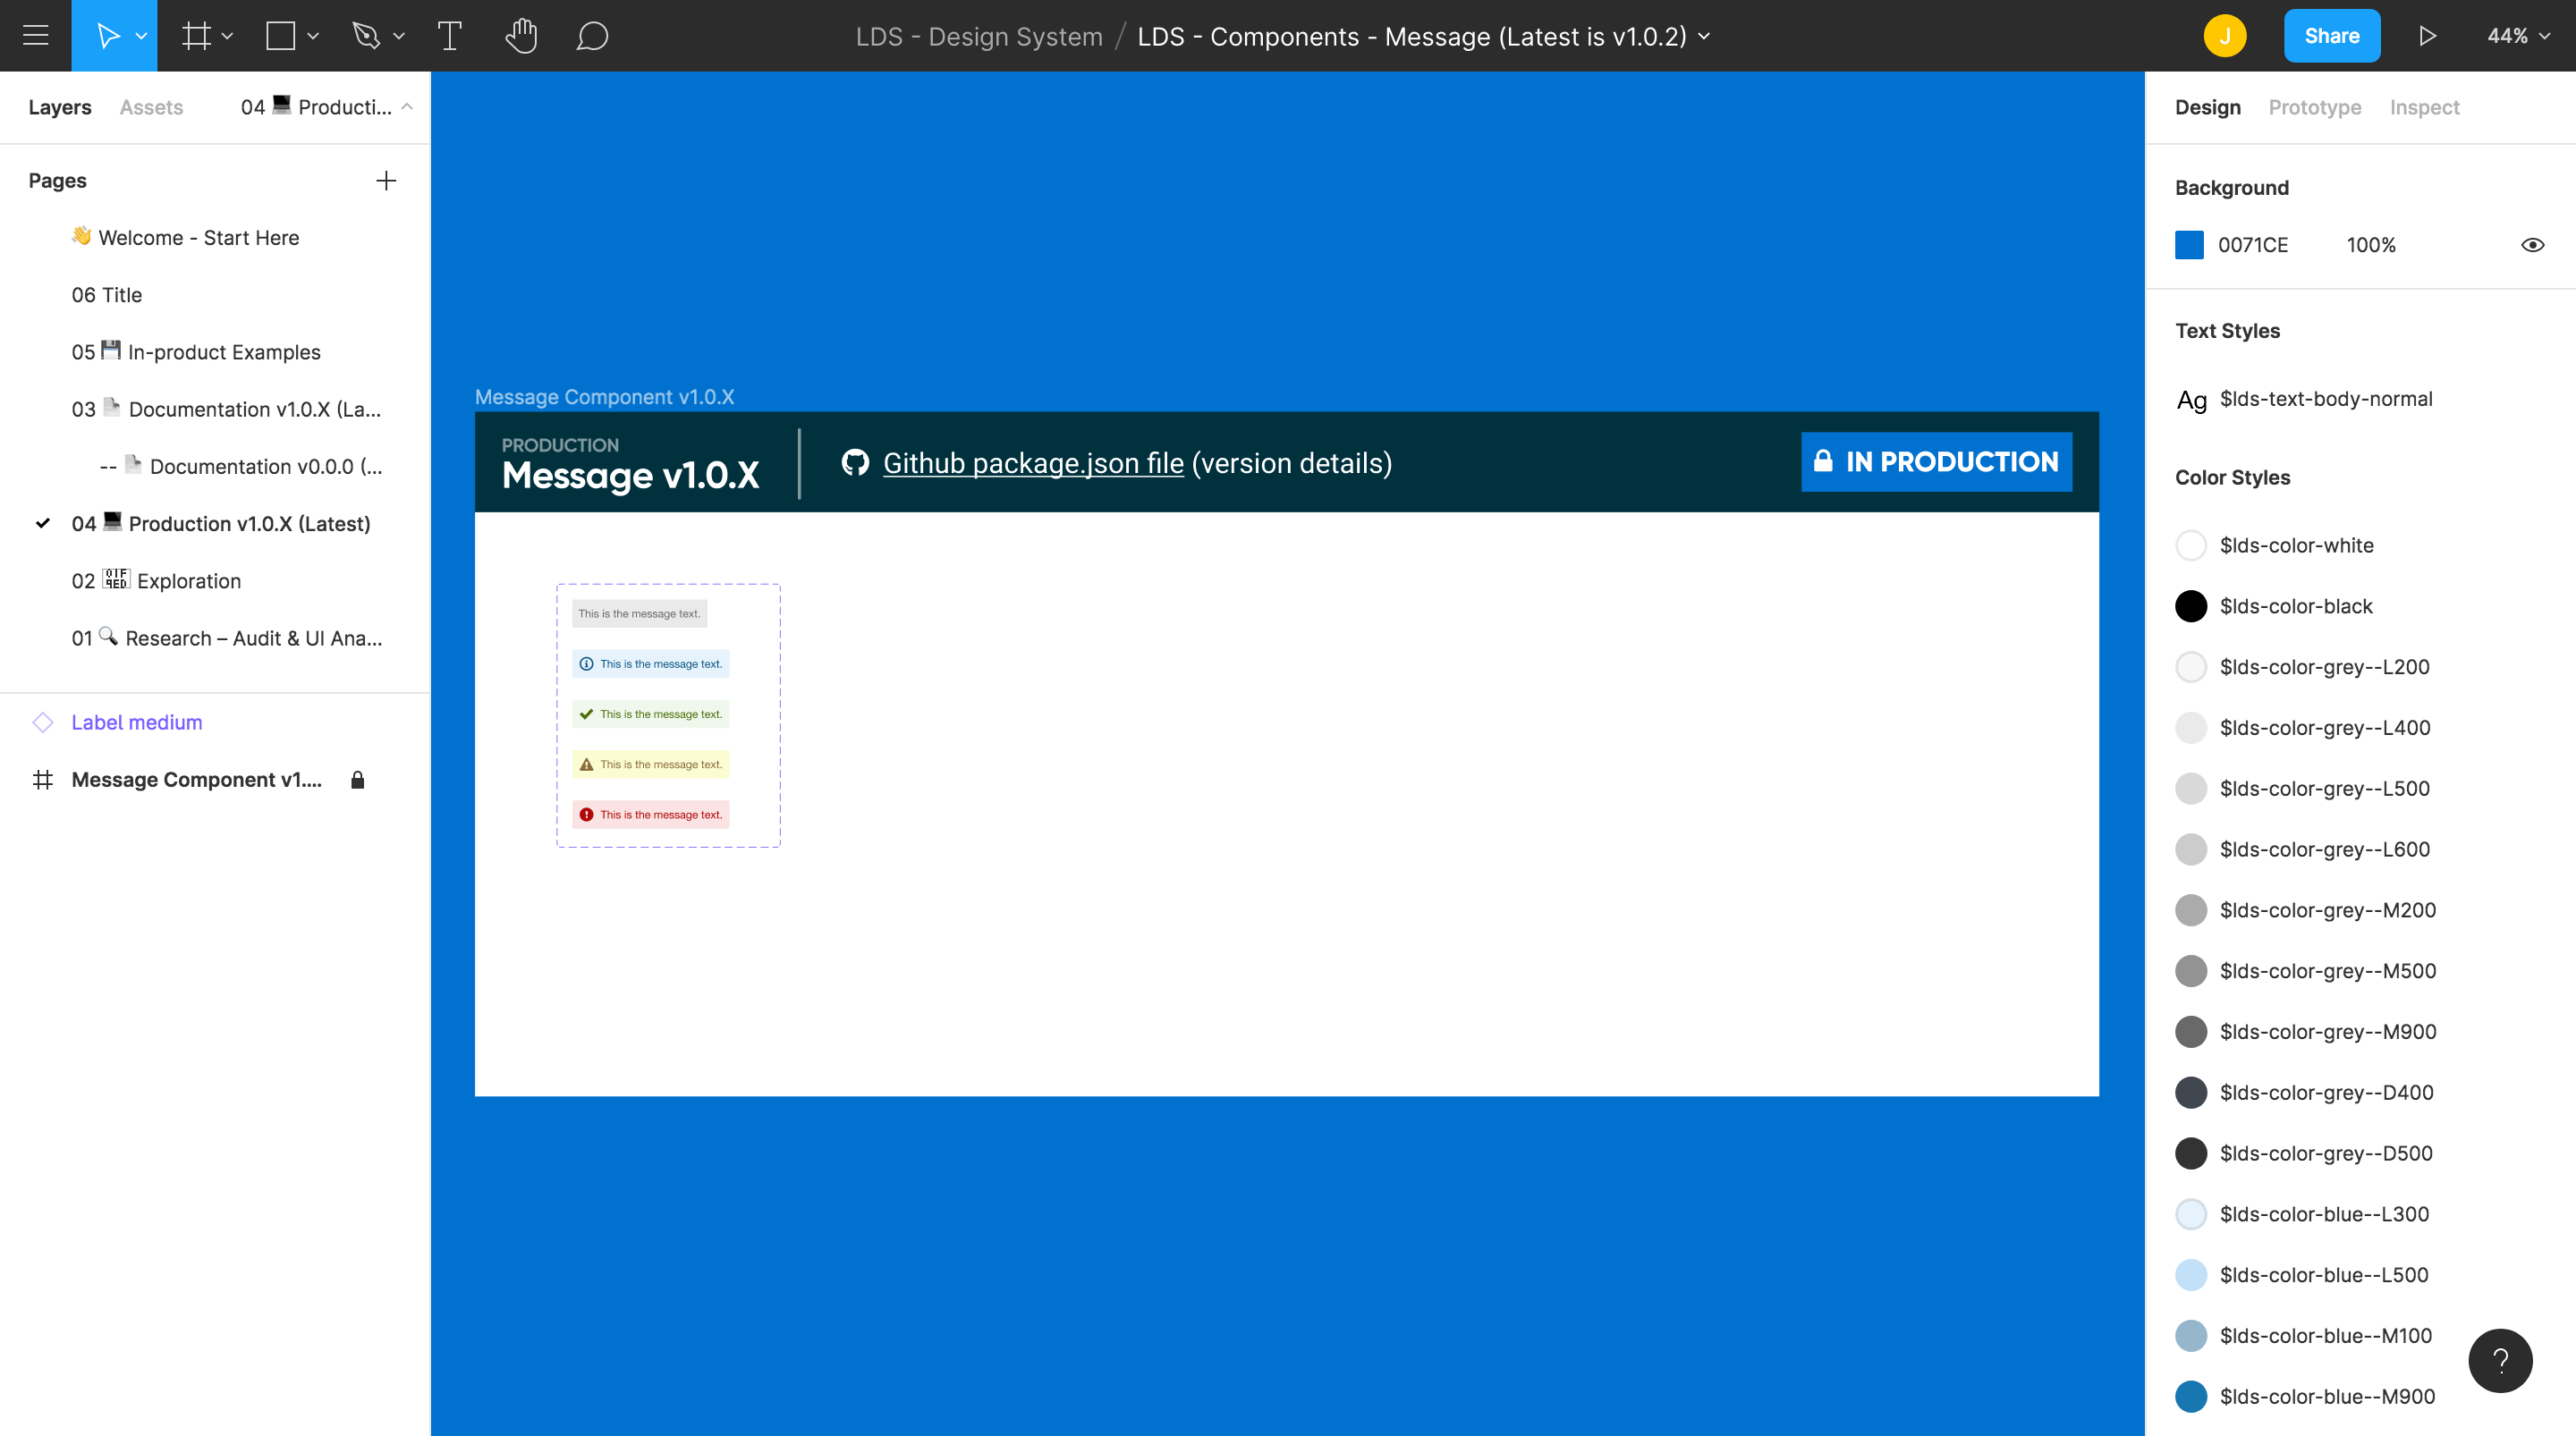 LDS - Design System / LDS - Components - Message (Latest is v1.0.2)
J
Share
44%
Layers
Assets
04 💻 Producti...
Pages
👋 Welcome - Start Here
06 Title
05 💾 In-product Examples
03 📄 Documentation v1.0.X (La...
-- 📄 Documentation v0.0.0 (...
04 💻 Production v1.0.X (Latest)
02 Exploration
01 🔍 Research – Audit & UI Ana...
Label medium
Message Component v1....
Message Component v1.0.X
PRODUCTION
Message v1.0.X
Github package.json file (version details)
IN PRODUCTION
This is the message text.
This is the message text.
This is the message text.
This is the message text.
This is the message text.
Design
Prototype
Inspect
Background
0071CE
100%
Text Styles
Ag $lds-text-body-normal
Color Styles
$lds-color-white
$lds-color-black
$lds-color-grey--L200
$lds-color-grey--L400
$lds-color-grey--L500
$lds-color-grey--L600
$lds-color-grey--M200
$lds-color-grey--M500
$lds-color-grey--M900
$lds-color-grey--D400
$lds-color-grey--D500
$lds-color-blue--L300
$lds-color-blue--L500
$lds-color-blue--M100
$lds-color-blue--M900
?